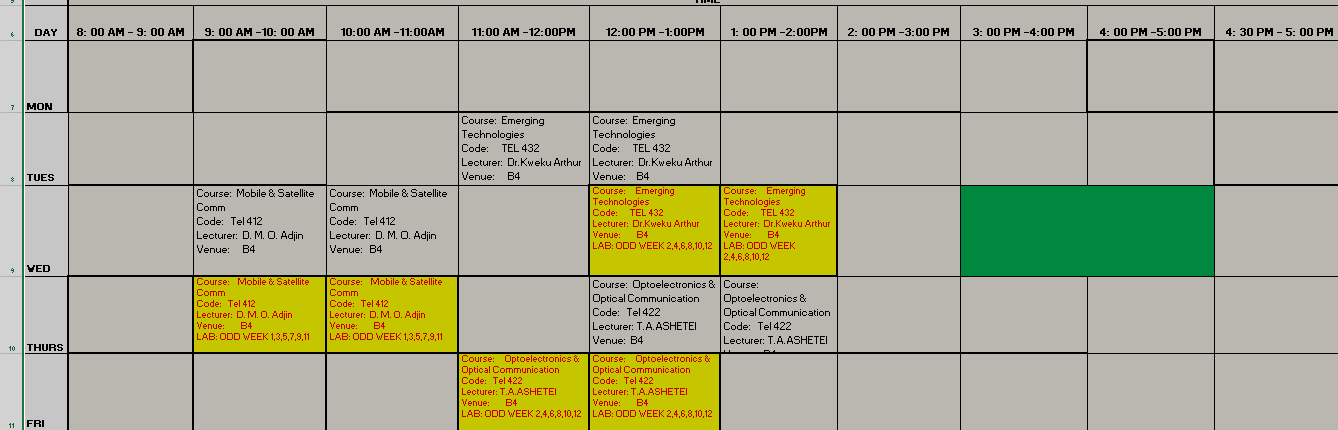 TIME
6 DAY 8: 00 AM - 9: 00 AM 9: 00 AM -10: 00 AM 10:00 AM -11:00AM 11:00 AM -12:00PM 12:00 PM -1:00PM 1: 00 PM -2:00PM 2: 00 PM -3:00 PM 3: 00 PM -4:00 PM 4: 00 PM -5:00 PM 4: 30 PM - 5: 00 PM
7 MON
8 TUES
Course: Emerging
Technologies
Code: TEL 432
Lecturer: Dr.Kweku Arthur
Venue: B4
Course: Emerging
Technologies
Code: TEL 432
Lecturer: Dr.Kweku Arthur
Venue: B4
9 WED
Course: Mobile & Satellite
Comm
Code: Tel 412
Lecturer: D. M. O. Adjin
Venue: B4
Course: Mobile & Satellite
Comm
Code: Tel 412
Lecturer: D. M. O. Adjin
Venue: B4
Course: Emerging
Technologies
Code: TEL 432
Lecturer: Dr.Kweku Arthur
Venue: B4
LAB: ODD WEEK 2,4,6,8,10,12
Course: Emerging
Technologies
Code: TEL 432
Lecturer: Dr.Kweku Arthur
Venue: B4
LAB: ODD WEEK
2,4,6,8,10,12
10 THURS
Course: Mobile & Satellite
Comm
Code: Tel 412
Lecturer: D. M. O. Adjin
Venue: B4
LAB: ODD WEEK 1,3,5,7,9,11
Course: Mobile & Satellite
Comm
Code: Tel 412
Lecturer: D. M. O. Adjin
Venue: B4
LAB: ODD WEEK 1,3,5,7,9,11
Course: Optoelectronics &
Optical Communication
Code: Tel 422
Lecturer: T.A.ASHETEI
Venue: B4
Course:
Optoelectronics &
Optical Communication
Code: Tel 422
Lecturer: T.A.ASHTEI
11 FRI
Course: Optoelectronics &
Optical Communication
Code: Tel 422
Lecturer: T.A.ASHETEI
Venue: B4
LAB: ODD WEEK 2,4,6,8,10,12
Course: Optoelectronics &
Optical Communication
Code: Tel 422
Lecturer: T.A.ASHETEI
Venue: B4
LAB: ODD WEEK 2,4,6,8,10,12